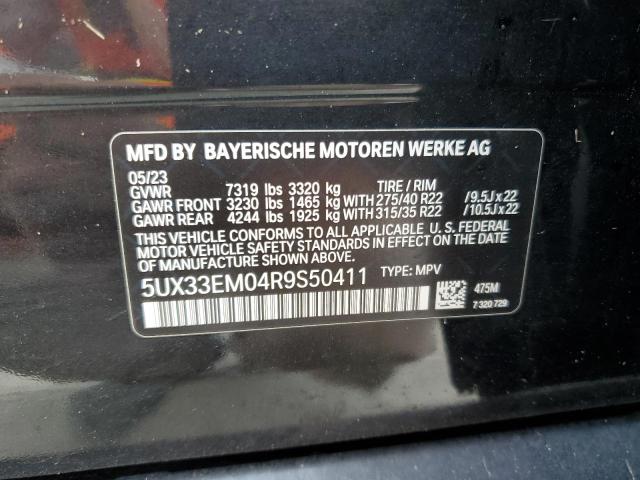 MFD BY BAYERISCHE MOTOREN WERKE AG
05/23 TIRE / RIM
GVWR 7319 lbs 3320 kg
GAWR FRONT 3230 lbs 1465 kg WITH 275/40 R22 /9.5J x 22
GAWR REAR 4244 lbs 1925 kg WITH 315/35 R22 /10.5J x 22
THIS VEHICLE CONFORMS TO ALL APPLICABLE U.S. FEDERAL
MOTOR VEHICLE SAFETY STANDARDS IN EFFECT ON THE DATE
OF MANUFACTURE SHOWN ABOVE.
5UX33EM04R9S50411 TYPE: MPV
475M
7 320 729